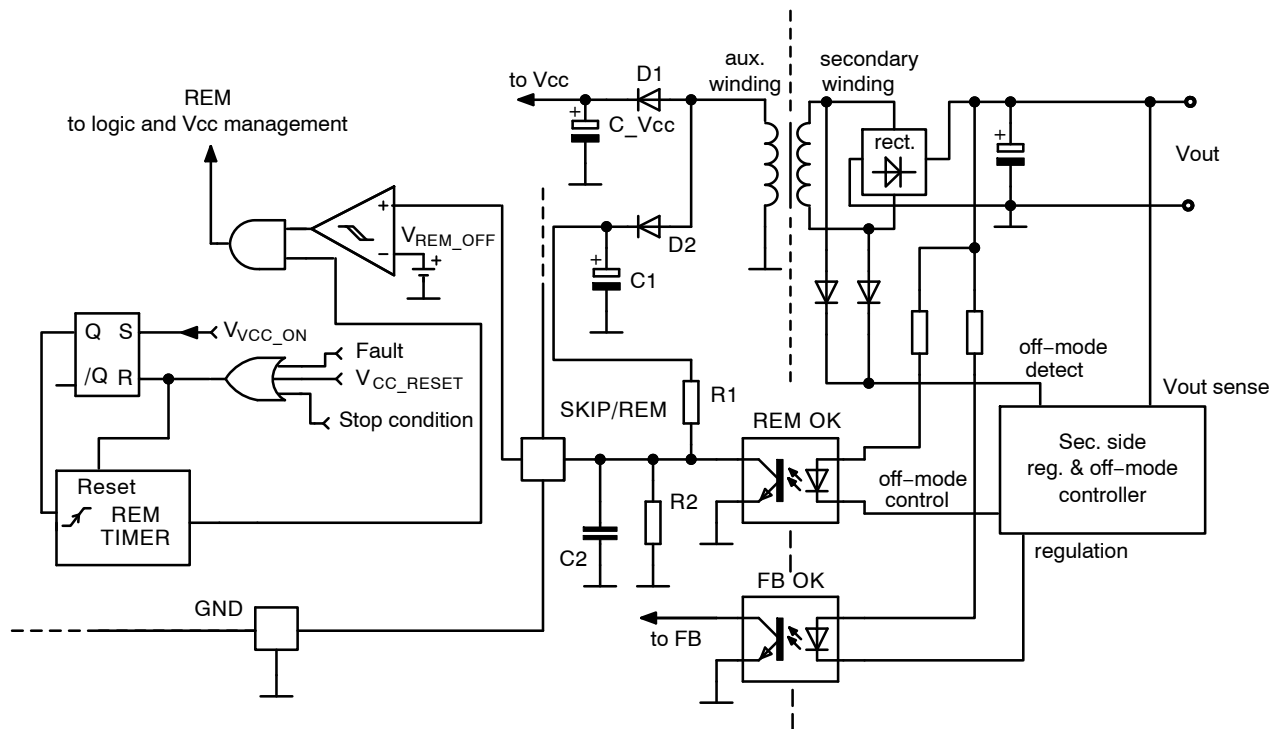 aux.
winding
secondary
winding
D1
to Vcc
REM
to logic and Vcc management
+
C_Vcc
rect.
+
Vout
+
V_REM_OFF
−
+
D2
+
C1
Q S
V_VCC_ON
/Q R
Fault
V_CC_RESET
Stop condition
off−mode
detect
Vout sense
R1
SKIP/REM
REM OK
Sec. side
reg. & off−mode
controller
off−mode
control
Reset
REM
TIMER
R2
C2
regulation
FB OK
GND
to FB